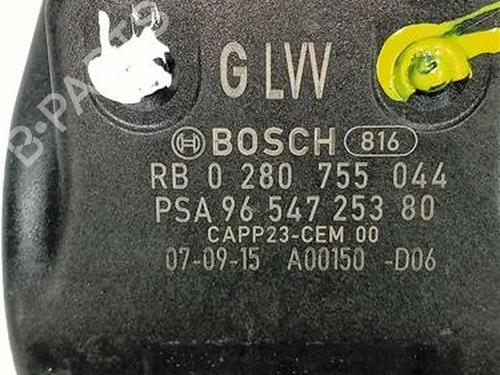 G LVV
BOSCH 816
RB 0 280 755 044
PSA 96 547 253 80
CAPP23-CEM 00
07-09-15 A00150 -D06
B-PARTS